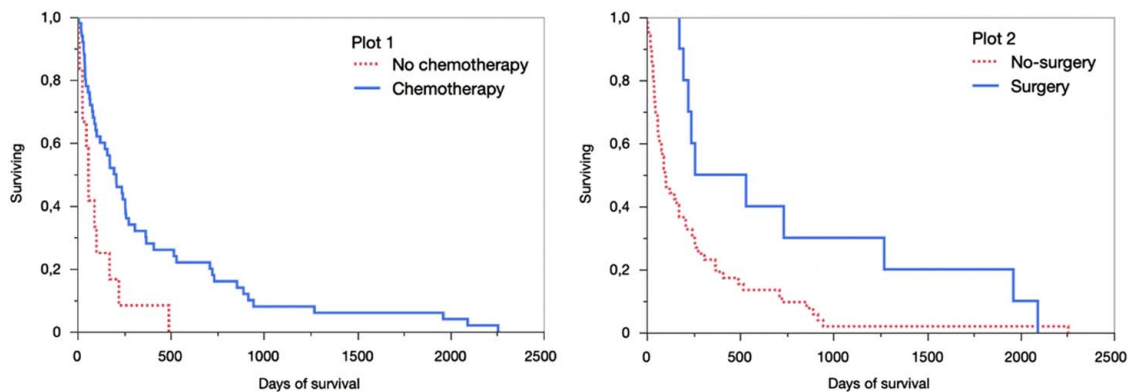 Plot 1
No chemotherapy
Chemotherapy
1,0
0,8
0,6
0,4
0,2
0
Surviving
0 500 1000 1500 2000 2500
Days of survival
Plot 2
No-surgery
Surgery
1,0
0,8
0,6
0,4
0,2
0
Surviving
0 500 1000 1500 2000 2500
Days of survival